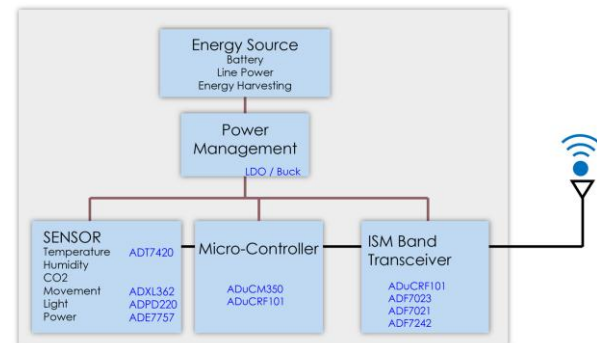 Energy Source
Battery
Line Power
Energy Harvesting
Power
Management
LDO / Buck
SENSOR
Temperature ADT7420
Humidity
CO2
Movement ADXL362
Light ADPD220
Power ADE7757
Micro-Controller
ADuCM350
ADuCRF101
ISM Band
Transceiver
ADuCRF101
ADF7023
ADF7021
ADF7242